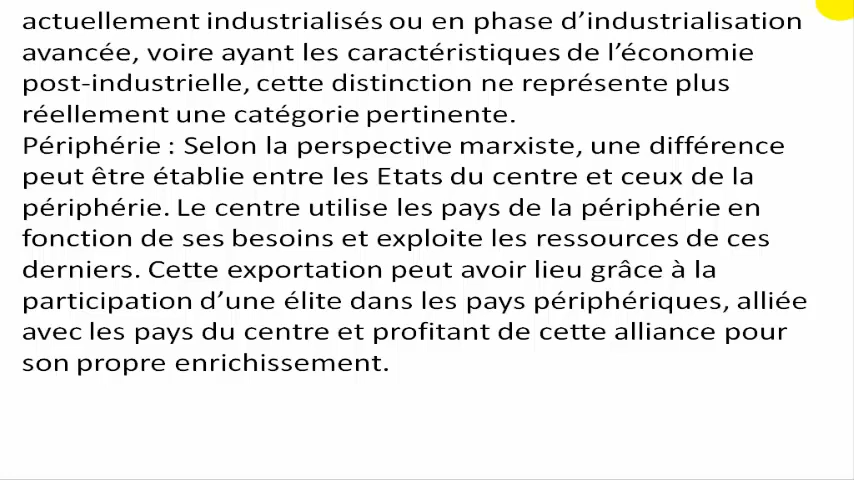 actuellement industrialisés ou en phase d’industrialisation
avancée, voire ayant les caractéristiques de l’économie
post-industrielle, cette distinction ne représente plus
réellement une catégorie pertinente.
Périphérie : Selon la perspective marxiste, une différence
peut être établie entre les Etats du centre et ceux de la
périphérie. Le centre utilise les pays de la périphérie en
fonction de ses besoins et exploite les ressources de ces
derniers. Cette exportation peut avoir lieu grâce à la
participation d’une élite dans les pays périphériques, alliée
avec les pays du centre et profitant de cette alliance pour
son propre enrichissement.